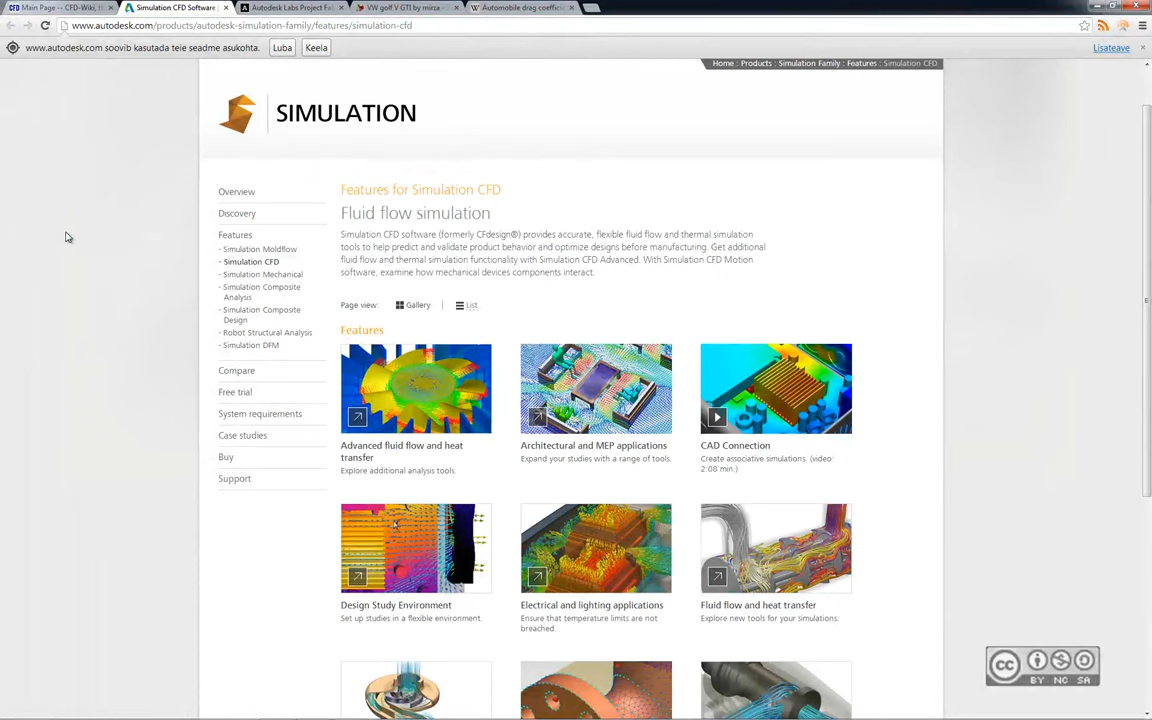 Main Page -- CFD-Wiki, t
Simulation CFD Software
Autodesk Labs Project Fal
VW golf V GTI by mirza -
Automobile drag coefficie
www.autodesk.com/products/autodesk-simulation-family/features/simulation-cfd
www.autodesk.com soovib kasutada teie seadme asukohta.
Luba
Keela
Lisateave
Home : Products : Simulation Family : Features : Simulation CFD
SIMULATION
Overview
Discovery
Features
- Simulation Moldflow
- Simulation CFD
- Simulation Mechanical
- Simulation Composite
Analysis
- Simulation Composite
Design
- Robot Structural Analysis
- Simulation DFM
Compare
Free trial
System requirements
Case studies
Buy
Support
Features for Simulation CFD
Fluid flow simulation
Simulation CFD software (formerly CFdesign®) provides accurate, flexible fluid flow and thermal simulation
tools to help predict and validate product behavior and optimize designs before manufacturing. Get additional
fluid flow and thermal simulation functionality with Simulation CFD Advanced. With Simulation CFD Motion
software, examine how mechanical devices components interact.
Page view:
Gallery
List
Features
Advanced fluid flow and heat
transfer
Explore additional analysis tools.
Architectural and MEP applications
Expand your studies with a range of tools.
CAD Connection
Create associative simulations. (video:
2:08 min.)
Design Study Environment
Set up studies in a flexible environment.
Electrical and lighting applications
Ensure that temperature limits are not
breached.
Fluid flow and heat transfer
Explore new tools for your simulations.
cc
BY NC SA